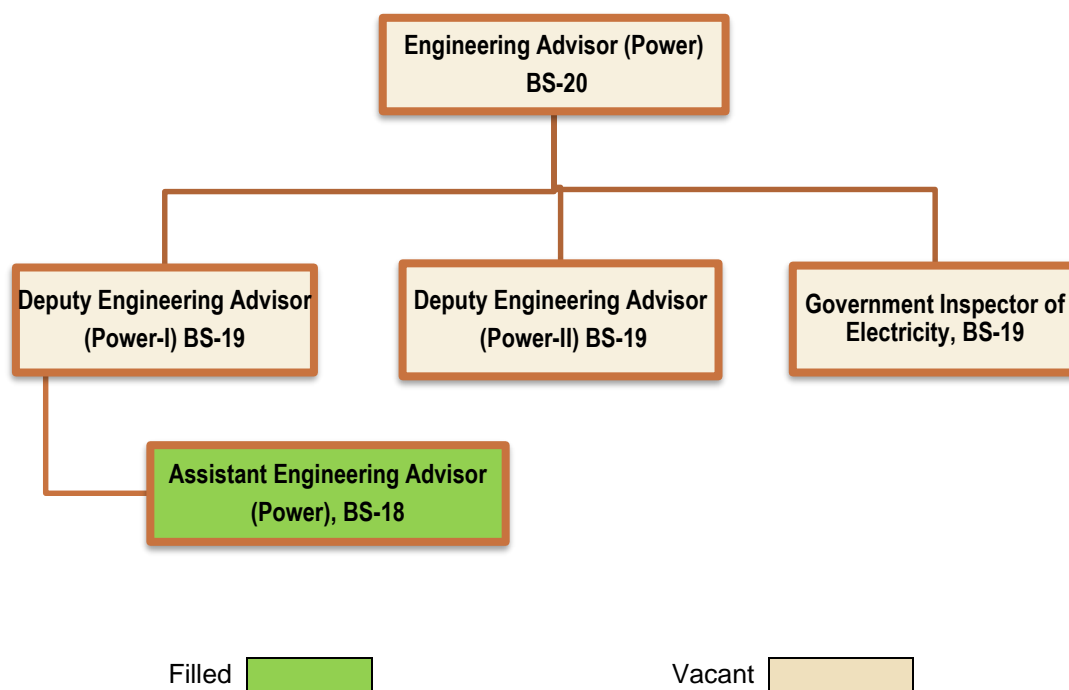 Engineering Advisor (Power)
BS-20
Deputy Engineering Advisor
(Power-I) BS-19
Deputy Engineering Advisor
(Power-II) BS-19
Government Inspector of
Electricity, BS-19
Assistant Engineering Advisor
(Power), BS-18
Filled
Vacant